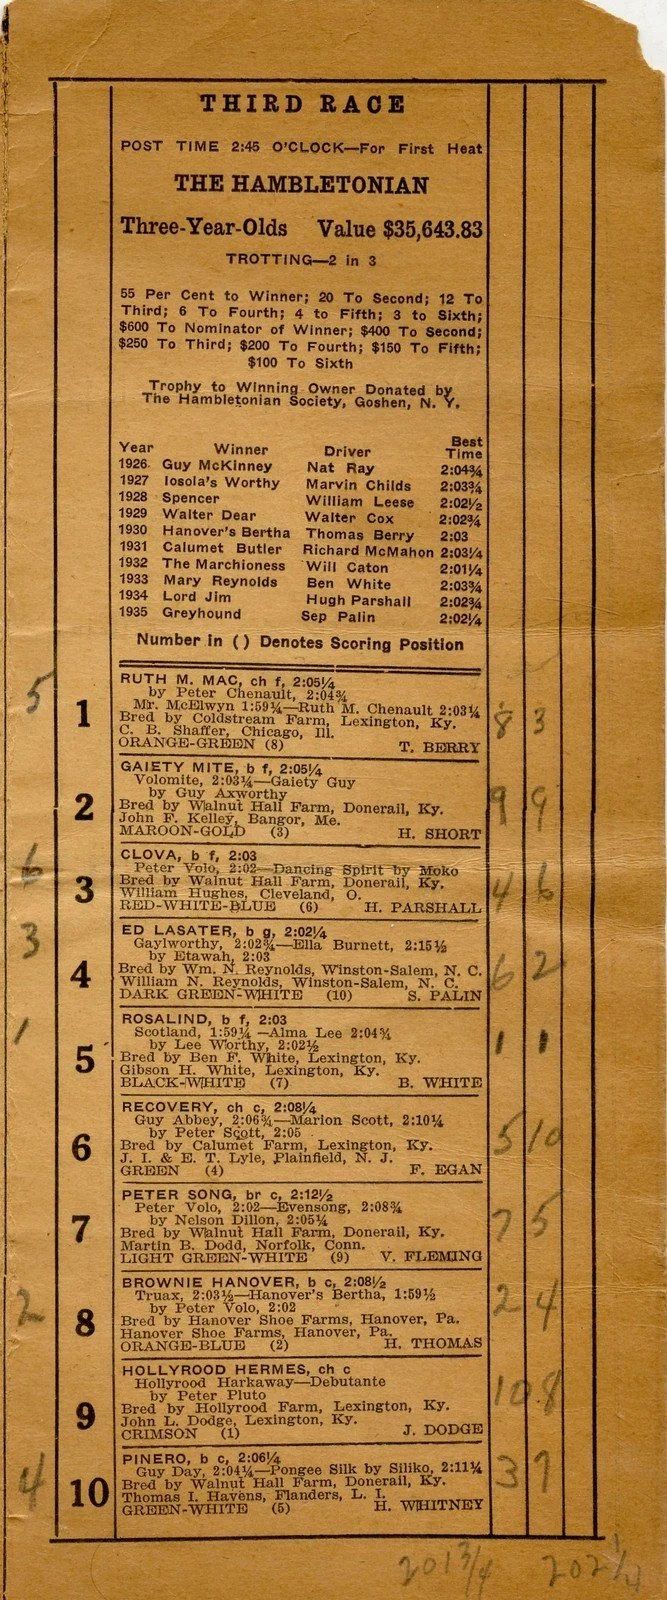 THIRD RACE
POST TIME 2:45 O'CLOCK—For First Heat
THE HAMBLETONIAN
Three-Year-Olds Value $35,643.83
TROTTING—2 in 3
55 Per Cent to Winner; 20 To Second; 12 To
Third; 6 To Fourth; 4 to Fifth; 3 to Sixth;
$600 To Nominator of Winner; $400 To Second;
$250 To Third; $200 To Fourth; $150 To Fifth;
$100 To Sixth
Trophy to Winning Owner Donated by
The Hambletonian Society, Goshen, N. Y.
Year Winner Driver Best Time
1926 Guy McKinney Nat Ray 2:04¾
1927 Iosola's Worthy Marvin Childs 2:03¾
1928 Spencer William Leese 2:02½
1929 Walter Dear Walter Cox 2:02¾
1930 Hanover's Bertha Thomas Berry 2:03
1931 Calumet Butler Richard McMahon 2:03¼
1932 The Marchioness Will Caton 2:01¼
1933 Mary Reynolds Ben White 2:03¾
1934 Lord Jim Hugh Parshall 2:02¾
1935 Greyhound Sep Palin 2:02¼
Number in ( ) Denotes Scoring Position
5
1
RUTH M. MAC, ch f, 2:05¼
by Peter Chenault, 2:04¾
Mr. McElwyn 1:59¼—Ruth M. Chenault 2:03¼
Bred by Coldstream Farm, Lexington, Ky.
C. B. Shaffer, Chicago, Ill.
ORANGE-GREEN (8) T. BERRY
8 3
2
GAIETY MITE, b f, 2:05¼
Volomite, 2:03¼—Gaiety Guy
by Guy Axworthy
Bred by Walnut Hall Farm, Donerail, Ky.
John F. Kelley, Bangor, Me.
MAROON-GOLD (3) H. SHORT
9 9
6
3
CLOVA, b f, 2:03
Peter Volo, 2:02—Dancing Spirit by Moko
Bred by Walnut Hall Farm, Donerail, Ky.
William Hughes, Cleveland, O.
RED-WHITE-BLUE (6) H. PARSHALL
4 6
3
4
ED LASATER, b g, 2:02¼
Gaylworthy, 2:02¾—Ella Burnett, 2:15½
by Etawah, 2:03
Bred by Wm. N. Reynolds, Winston-Salem, N. C.
William N. Reynolds, Winston-Salem, N. C.
DARK GREEN-WHITE (10) S. PALIN
6 2
1
5
ROSALIND, b f, 2:03
Scotland, 1:59¼—Alma Lee 2:04¾
by Lee Worthy, 2:02½
Bred by Ben F. White, Lexington, Ky.
Gibson H. White, Lexington, Ky.
BLACK-WHITE (7) B. WHITE
1 1
6
RECOVERY, ch c, 2:08¼
Guy Abbey, 2:06¾—Marion Scott, 2:10¼
by Peter Scott, 2:05
Bred by Calumet Farm, Lexington, Ky.
J. I. & E. T. Lyle, Plainfield, N. J.
GREEN (4) F. EGAN
5 10
7
PETER SONG, br c, 2:12½
Peter Volo, 2:02—Evensong, 2:08¾
by Nelson Dillon, 2:05¼
Bred by Walnut Hall Farm, Donerail, Ky.
Martin B. Dodd, Norfolk, Conn.
LIGHT GREEN-WHITE (9) V. FLEMING
7 5
2
8
BROWNIE HANOVER, b c, 2:08½
Truax, 2:03½—Hanover's Bertha, 1:59½
by Peter Volo, 2:02
Bred by Hanover Shoe Farms, Hanover, Pa.
Hanover Shoe Farms, Hanover, Pa.
ORANGE-BLUE (2) H. THOMAS
2 4
9
HOLLYROOD HERMES, ch c
Hollyrood Harkaway—Debutante
by Peter Pluto
Bred by Hollyrood Farm, Lexington, Ky.
John L. Dodge, Lexington, Ky.
CRIMSON (1) J. DODGE
10 8
4
10
PINERO, b c, 2:06¼
Guy Day, 2:04¼—Pongee Silk by Siliko, 2:11¼
Bred by Walnut Hall Farm, Donerail, Ky.
Thomas I. Havens, Flanders, L. I.
GREEN-WHITE (5) H. WHITNEY
3 7
201 3/4 202 1/4